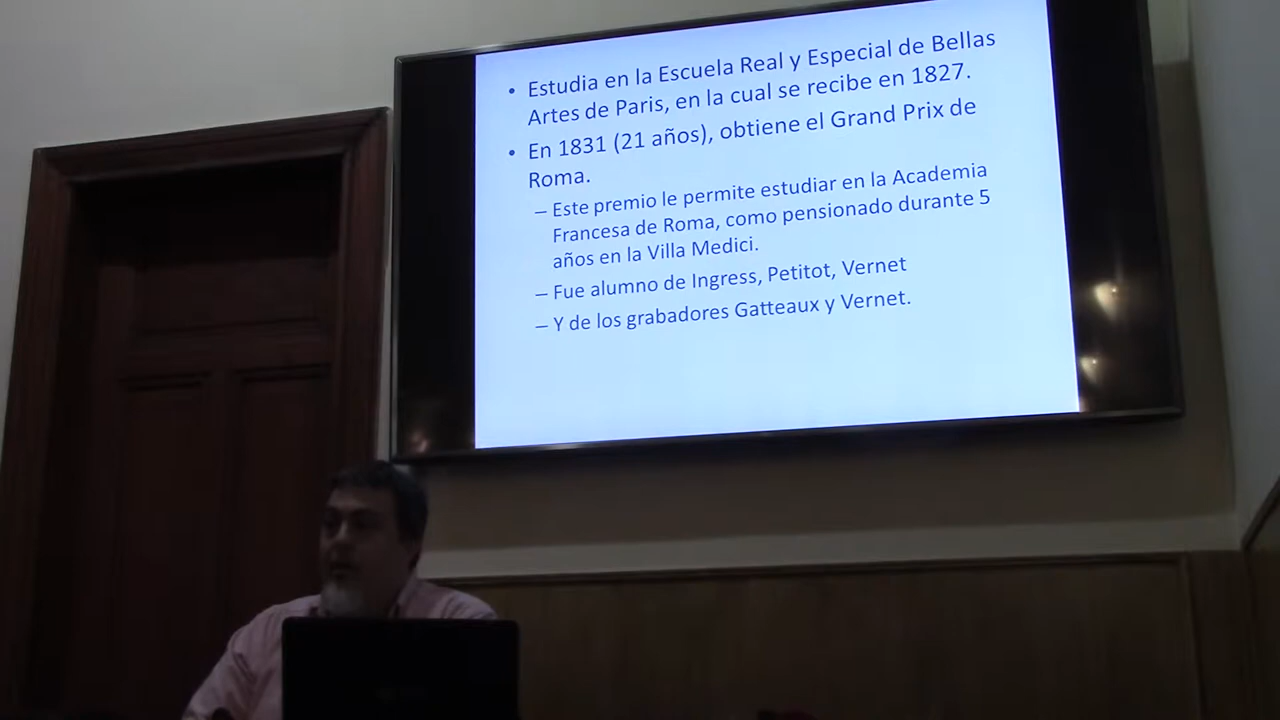 • Estudia en la Escuela Real y Especial de Bellas
Artes de Paris, en la cual se recibe en 1827.
• En 1831 (21 años), obtiene el Grand Prix de
Roma.
– Este premio le permite estudiar en la Academia
Francesa de Roma, como pensionado durante 5
años en la Villa Medici.
– Fue alumno de Ingress, Petitot, Vernet
– Y de los grabadores Gatteaux y Vernet.